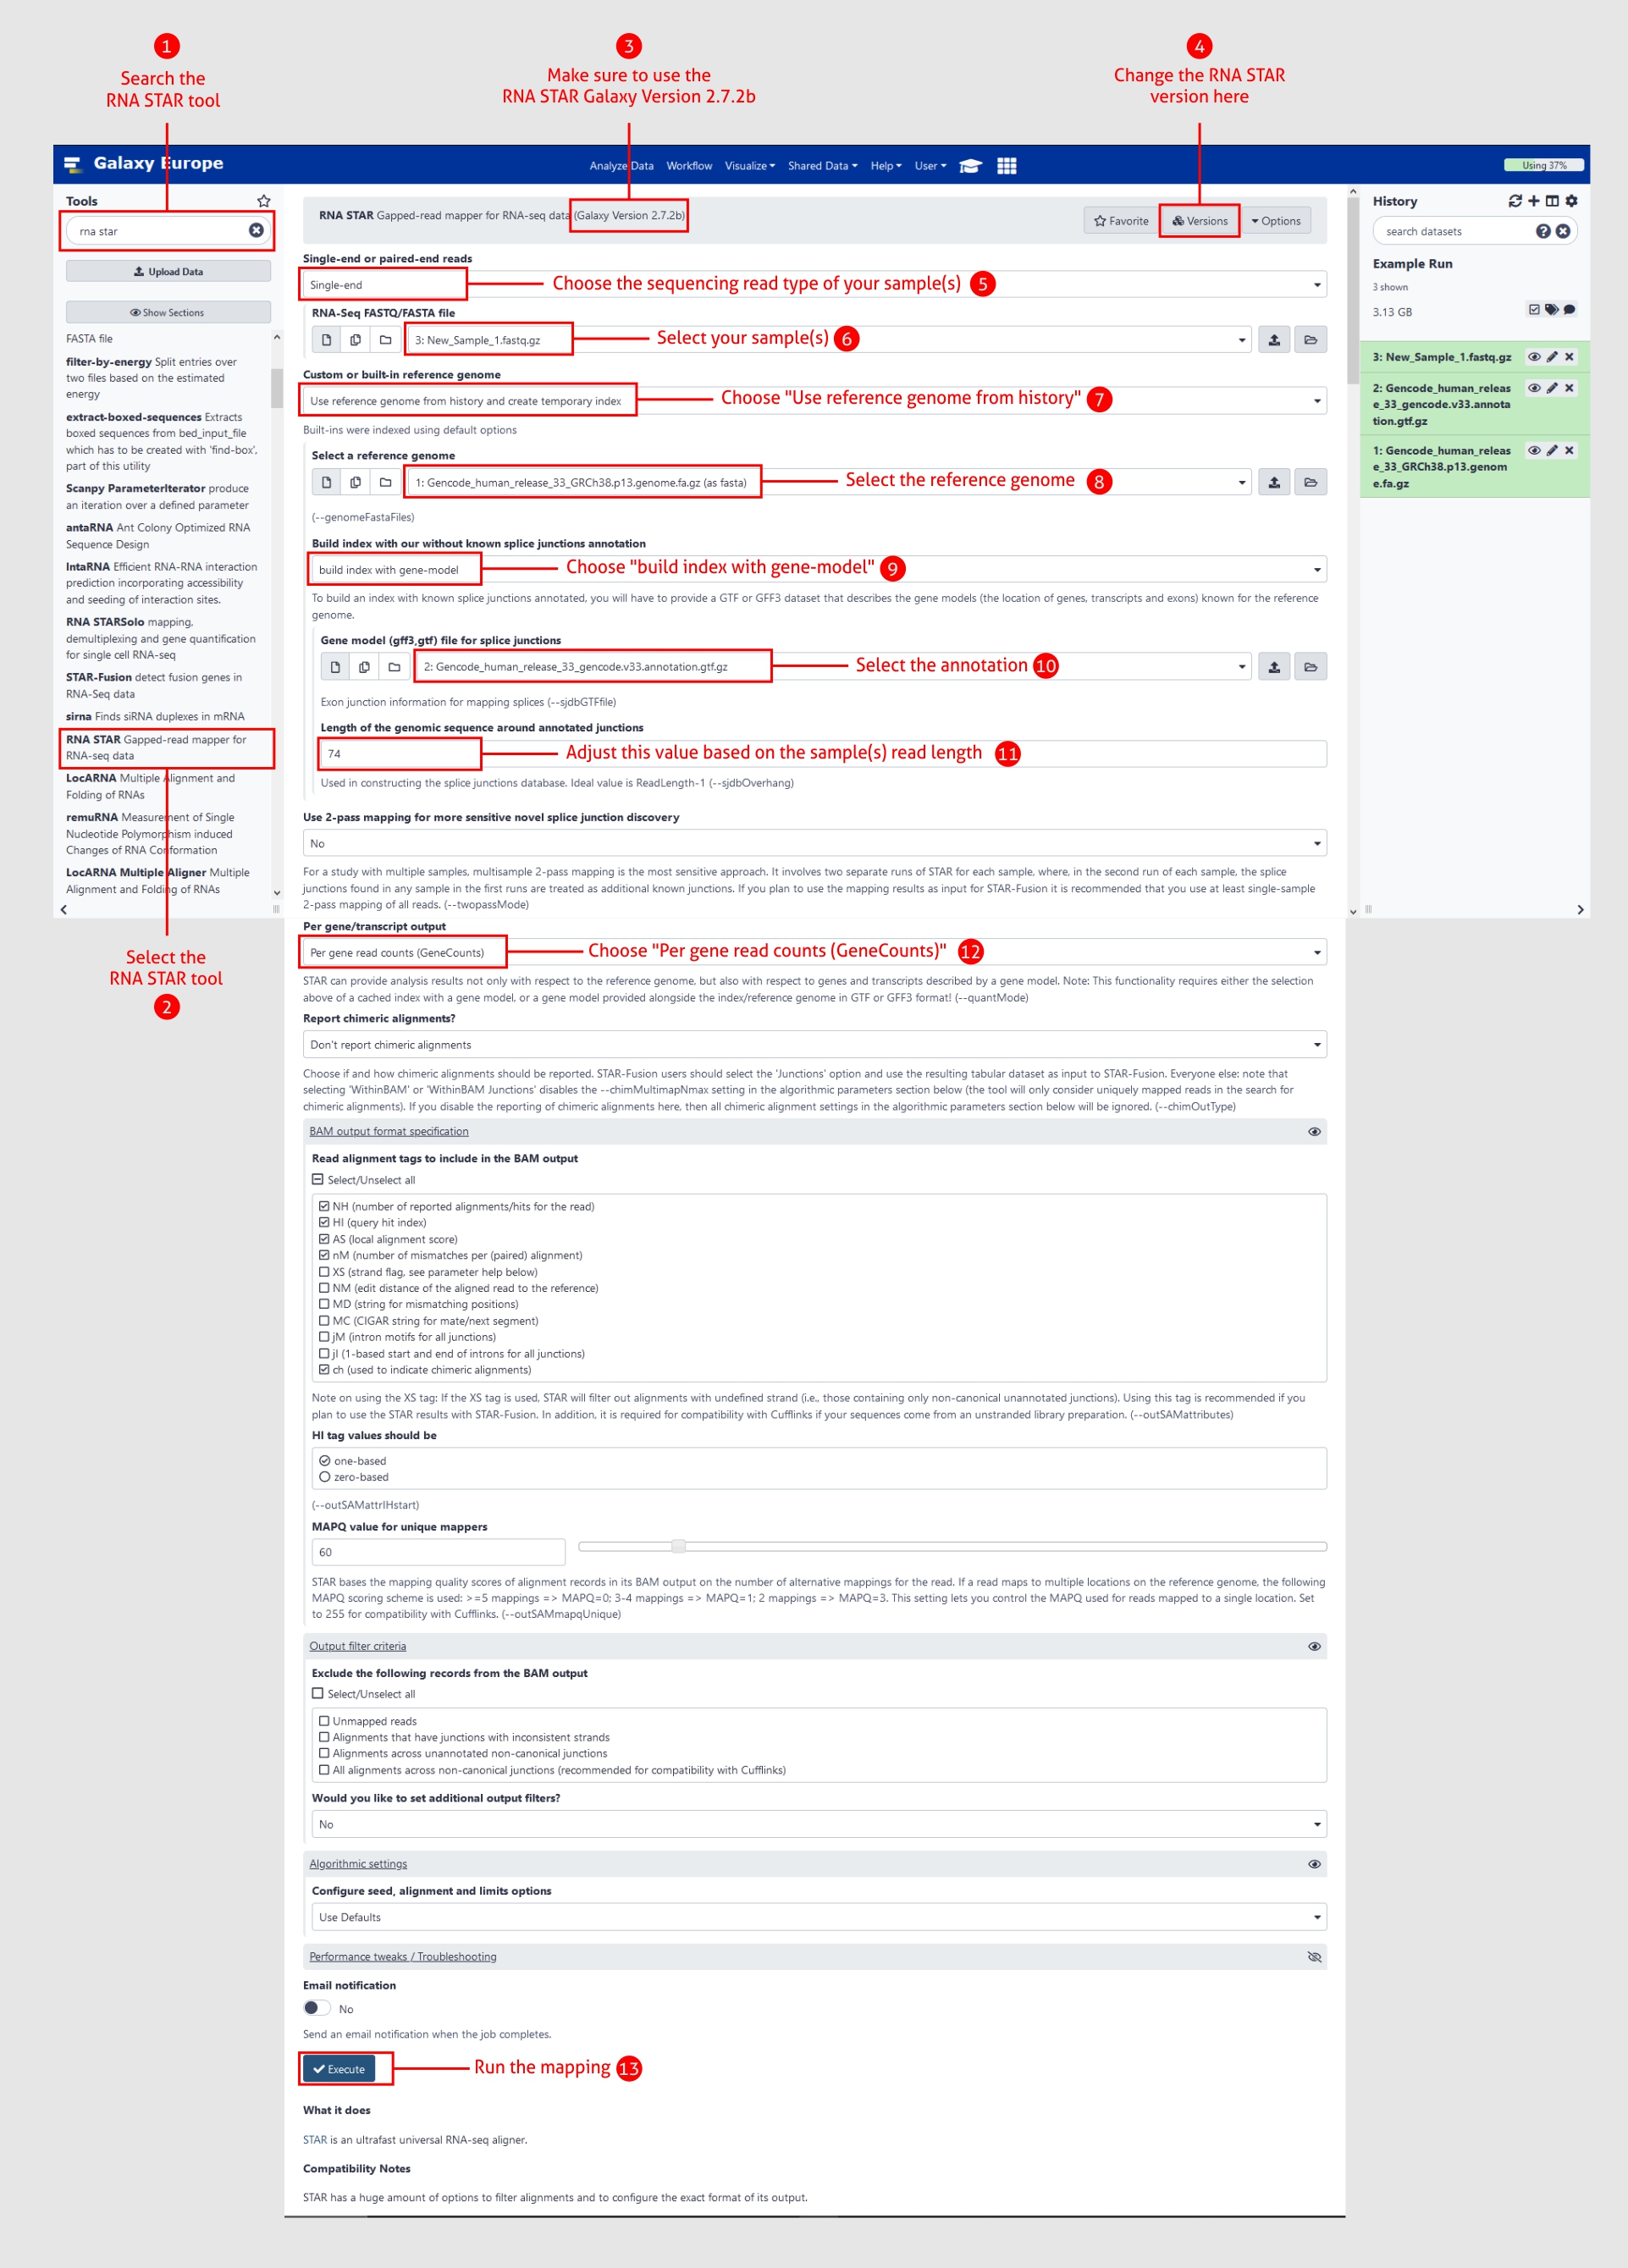 1
Search the
RNA STAR tool
3
Make sure to use the
RNA STAR Galaxy Version 2.7.2b
4
Change the RNA STAR
version here
Galaxy Europe
Analyze Data Workflow Visualize Shared Data Help User
Using 37%
Tools
rna star
Upload Data
Show Sections
FASTA file
filter-by-energy Split entries over
two files based on the estimated
energy
extract-boxed-sequences Extracts
boxed sequences from bed_input_file
which has to be created with 'find-box',
part of this utility
Scanpy ParameterIterator produce
an iteration over a defined parameter
antaRNA Ant Colony Optimized RNA
Sequence Design
IntaRNA Efficient RNA-RNA interaction
prediction incorporating accessibility
and seeding of interaction sites.
RNA STARSolo mapping,
demultiplexing and gene quantification
for single cell RNA-seq
STAR-Fusion detect fusion genes in
RNA-Seq data
sirna Finds siRNA duplexes in mRNA
RNA STAR Gapped-read mapper for
RNA-seq data
LocARNA Multiple Alignment and
Folding of RNAs
remuRNA Measurement of Single
Nucleotide Polymorphism induced
Changes of RNA Conformation
LocARNA Multiple Aligner Multiple
Alignment and Folding of RNAs
Select the
RNA STAR tool
2
RNA STAR Gapped-read mapper for RNA-seq data (Galaxy Version 2.7.2b)
Favorite Versions Options
Single-end or paired-end reads
Single-end
Choose the sequencing read type of your sample(s) 5
RNA-Seq FASTQ/FASTA file
3: New_Sample_1.fastq.gz
Select your sample(s) 6
Custom or built-in reference genome
Use reference genome from history and create temporary index
Choose "Use reference genome from history" 7
Built-ins were indexed using default options
Select a reference genome
1: Gencode_human_release_33_GRCh38.p13.genome.fa.gz (as fasta)
Select the reference genome 8
(--genomeFastaFiles)
Build index with our without known splice junctions annotation
build index with gene-model
Choose "build index with gene-model" 9
To build an index with known splice junctions annotated, you will have to provide a GTF or GFF3 dataset that describes the gene models (the location of genes, transcripts and exons) known for the reference
genome.
Gene model (gff3,gtf) file for splice junctions
2: Gencode_human_release_33_gencode.v33.annotation.gtf.gz
Select the annotation 10
Exon junction information for mapping splices (--sjdbGTFfile)
Length of the genomic sequence around annotated junctions
74
Adjust this value based on the sample(s) read length 11
Used in constructing the splice junctions database. Ideal value is ReadLength-1 (--sjdbOverhang)
Use 2-pass mapping for more sensitive novel splice junction discovery
No
For a study with multiple samples, multisample 2-pass mapping is the most sensitive approach. It involves two separate runs of STAR for each sample, where, in the second run of each sample, the splice
junctions found in any sample in the first runs are treated as additional known junctions. If you plan to use the mapping results as input for STAR-Fusion it is recommended that you use at least single-sample
2-pass mapping of all reads. (--twopassMode)
Per gene/transcript output
Per gene read counts (GeneCounts)
Choose "Per gene read counts (GeneCounts)" 12
STAR can provide analysis results not only with respect to the reference genome, but also with respect to genes and transcripts described by a gene model. Note: This functionality requires either the selection
above of a cached index with a gene model, or a gene model provided alongside the index/reference genome in GTF or GFF3 format! (--quantMode)
Report chimeric alignments?
Don't report chimeric alignments
Choose if and how chimeric alignments should be reported. STAR-Fusion users should select the 'Junctions' option and use the resulting tabular dataset as input to STAR-Fusion. Everyone else: note that
selecting 'WithinBAM' or 'WithinBAM Junctions' disables the --chimMultimapNmax setting in the algorithmic parameters section below (the tool will only consider uniquely mapped reads in the search for
chimeric alignments). If you disable the reporting of chimeric alignments here, then all chimeric alignment settings in the algorithmic parameters section below will be ignored. (--chimOutType)
BAM output format specification
Read alignment tags to include in the BAM output
Select/Unselect all
NH (number of reported alignments/hits for the read)
HI (query hit index)
AS (local alignment score)
nM (number of mismatches per (paired) alignment)
XS (strand flag, see parameter help below)
NM (edit distance of the aligned read to the reference)
MD (string for mismatching positions)
MC (CIGAR string for mate/next segment)
jM (intron motifs for all junctions)
jI (1-based start and end of introns for all junctions)
ch (used to indicate chimeric alignments)
Note on using the XS tag: If the XS tag is used, STAR will filter out alignments with undefined strand (i.e., those containing only non-canonical unannotated junctions). Using this tag is recommended if you
plan to use the STAR results with STAR-Fusion. In addition, it is required for compatibility with Cufflinks if your sequences come from an unstranded library preparation. (--outSAMattributes)
HI tag values should be
one-based
zero-based
(--outSAMattrIHstart)
MAPQ value for unique mappers
60
STAR bases the mapping quality scores of alignment records in its BAM output on the number of alternative mappings for the read. If a read maps to multiple locations on the reference genome, the following
MAPQ scoring scheme is used: >=5 mappings => MAPQ=0; 3-4 mappings => MAPQ=1; 2 mappings => MAPQ=3. This setting lets you control the MAPQ used for reads mapped to a single location. Set
to 255 for compatibility with Cufflinks. (--outSAMmapqUnique)
Output filter criteria
Exclude the following records from the BAM output
Select/Unselect all
Unmapped reads
Alignments that have junctions with inconsistent strands
Alignments across unannotated non-canonical junctions
All alignments across non-canonical junctions (recommended for compatibility with Cufflinks)
Would you like to set additional output filters?
No
Algorithmic settings
Configure seed, alignment and limits options
Use Defaults
Performance tweaks / Troubleshooting
Email notification
No
Send an email notification when the job completes.
Execute
Run the mapping 13
What it does
STAR is an ultrafast universal RNA-seq aligner.
Compatibility Notes
STAR has a huge amount of options to filter alignments and to configure the exact format of its output.
History
search datasets
Example Run
3 shown
3.13 GB
3: New_Sample_1.fastq.gz
2: Gencode_human_releas
e_33_gencode.v33.annota
tion.gtf.gz
1: Gencode_human_releas
e_33_GRCh38.p13.genom
e.fa.gz